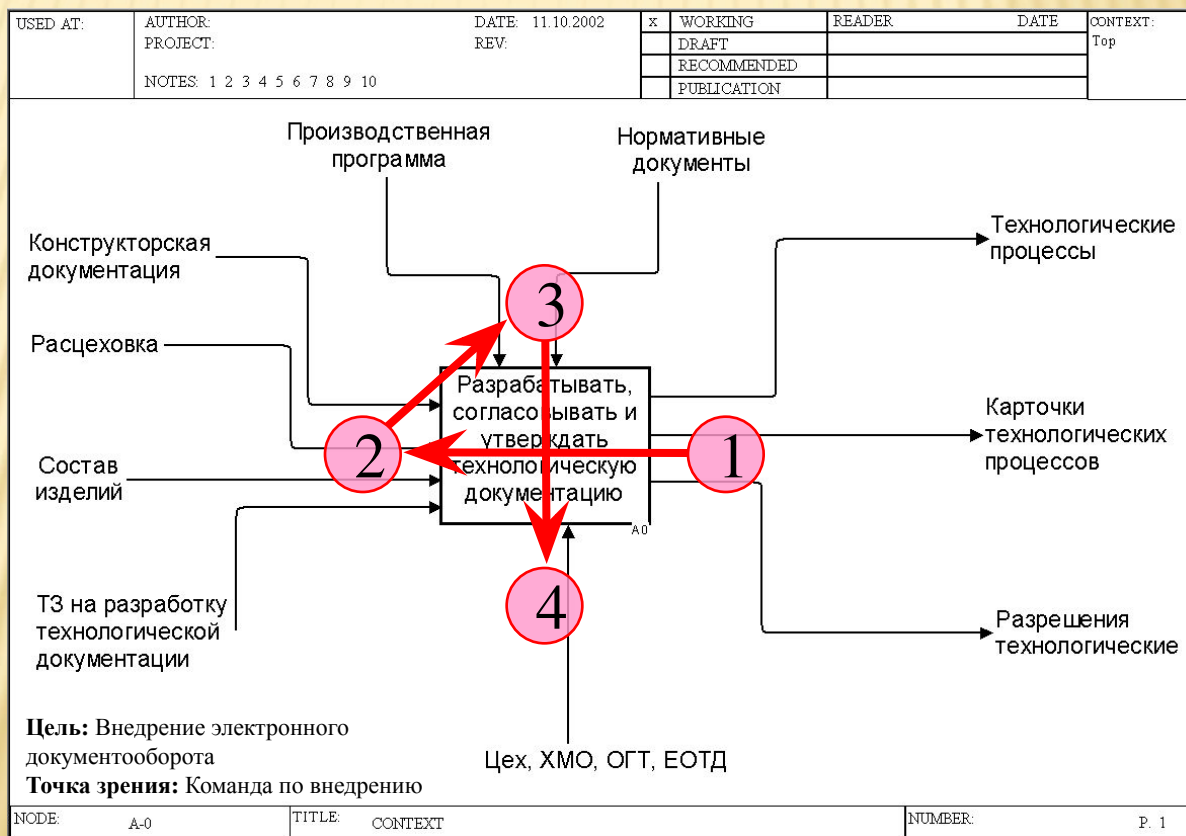 USED AT:
AUTHOR:
DATE: 11.10.2002
PROJECT:
REV:
NOTES: 1 2 3 4 5 6 7 8 9 10
x WORKING
DRAFT
RECOMMENDED
PUBLICATION
READER DATE
CONTEXT:
Top
Производственная
программа
Нормативные
документы
Конструкторская
документация
Расцеховка
Состав
изделий
ТЗ на разработку
технологической
документации
Разрабатывать,
согласовывать и
утверждать
технологическую
документацию
A0
3
2
1
4
Технологические
процессы
Карточки
технологических
процессов
Разрешения
технологические
Цех, ХМО, ОГТ, ЕОТД
Цель: Внедрение электронного
документооборота
Точка зрения: Команда по внедрению
NODE: A-0
TITLE: CONTEXT
NUMBER: P. 1